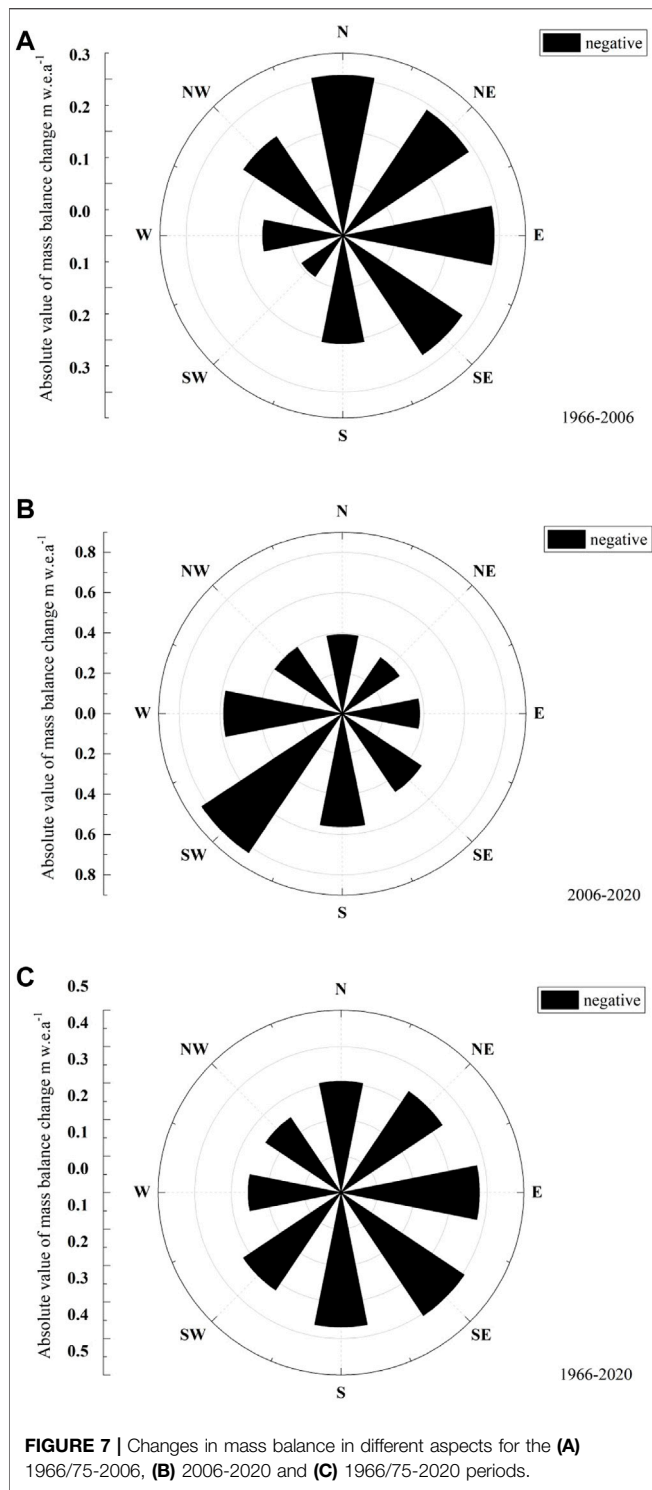 A
Absolute value of mass balance change m w.e.a⁻¹
0.3
0.2
0.1
0.0
0.1
0.2
0.3
N
NE
E
SE
S
SW
W
NW
negative
1966-2006
B
Absolute value of mass balance change m w.e.a⁻¹
0.8
0.6
0.4
0.2
0.0
0.2
0.4
0.6
0.8
N
NE
E
SE
S
SW
W
NW
negative
2006-2020
C
Absolute value of mass balance change m w.e.a⁻¹
0.5
0.4
0.3
0.2
0.1
0.0
0.1
0.2
0.3
0.4
0.5
N
NE
E
SE
S
SW
W
NW
negative
1966-2020
FIGURE 7 | Changes in mass balance in different aspects for the (A)
1966/75-2006, (B) 2006-2020 and (C) 1966/75-2020 periods.